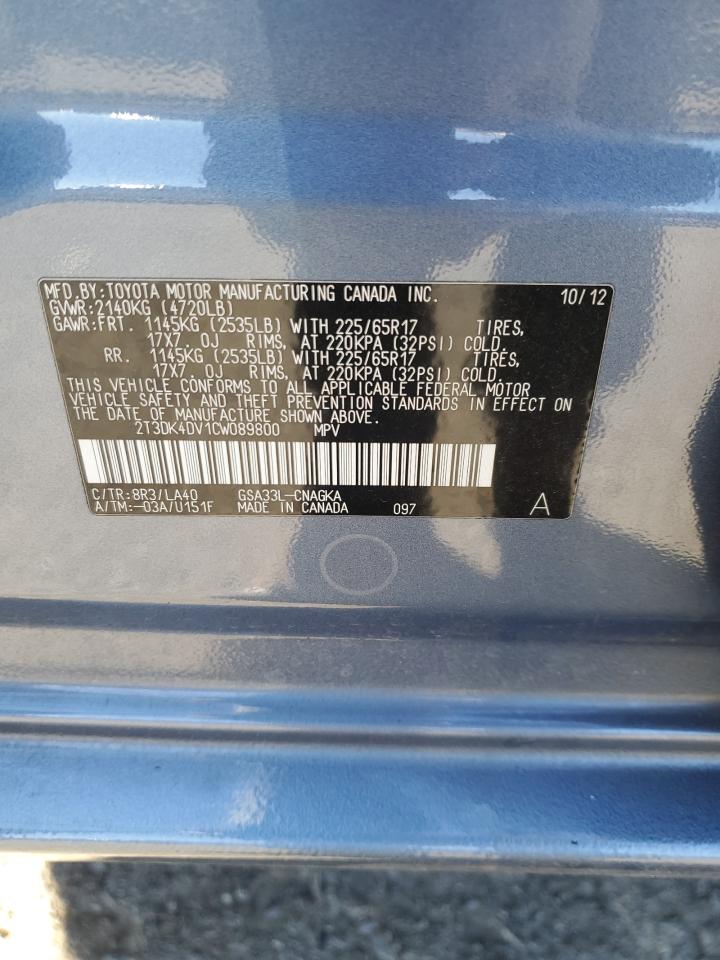 MFD.BY:TOYOTA MOTOR MANUFACTURING CANADA INC. 10/12
GVWR:2140KG (4720LB)
GAWR:FRT. 1145KG (2535LB) WITH 225/65R17 TIRES,
17X7. 0J RIMS, AT 220KPA (32PSI) COLD.
RR. 1145KG (2535LB) WITH 225/65R17 TIRES,
17X7. 0J RIMS, AT 220KPA (32PSI) COLD.
THIS VEHICLE CONFORMS TO ALL APPLICABLE FEDERAL MOTOR
VEHICLE SAFETY AND THEFT PREVENTION STANDARDS IN EFFECT ON
THE DATE OF MANUFACTURE SHOWN ABOVE.
2T3DK4DV1CW089800 MPV
C/TR:8R3/LA40 GSA33L-CNAGKA
A/TM:-03A/U151F MADE IN CANADA 097 A